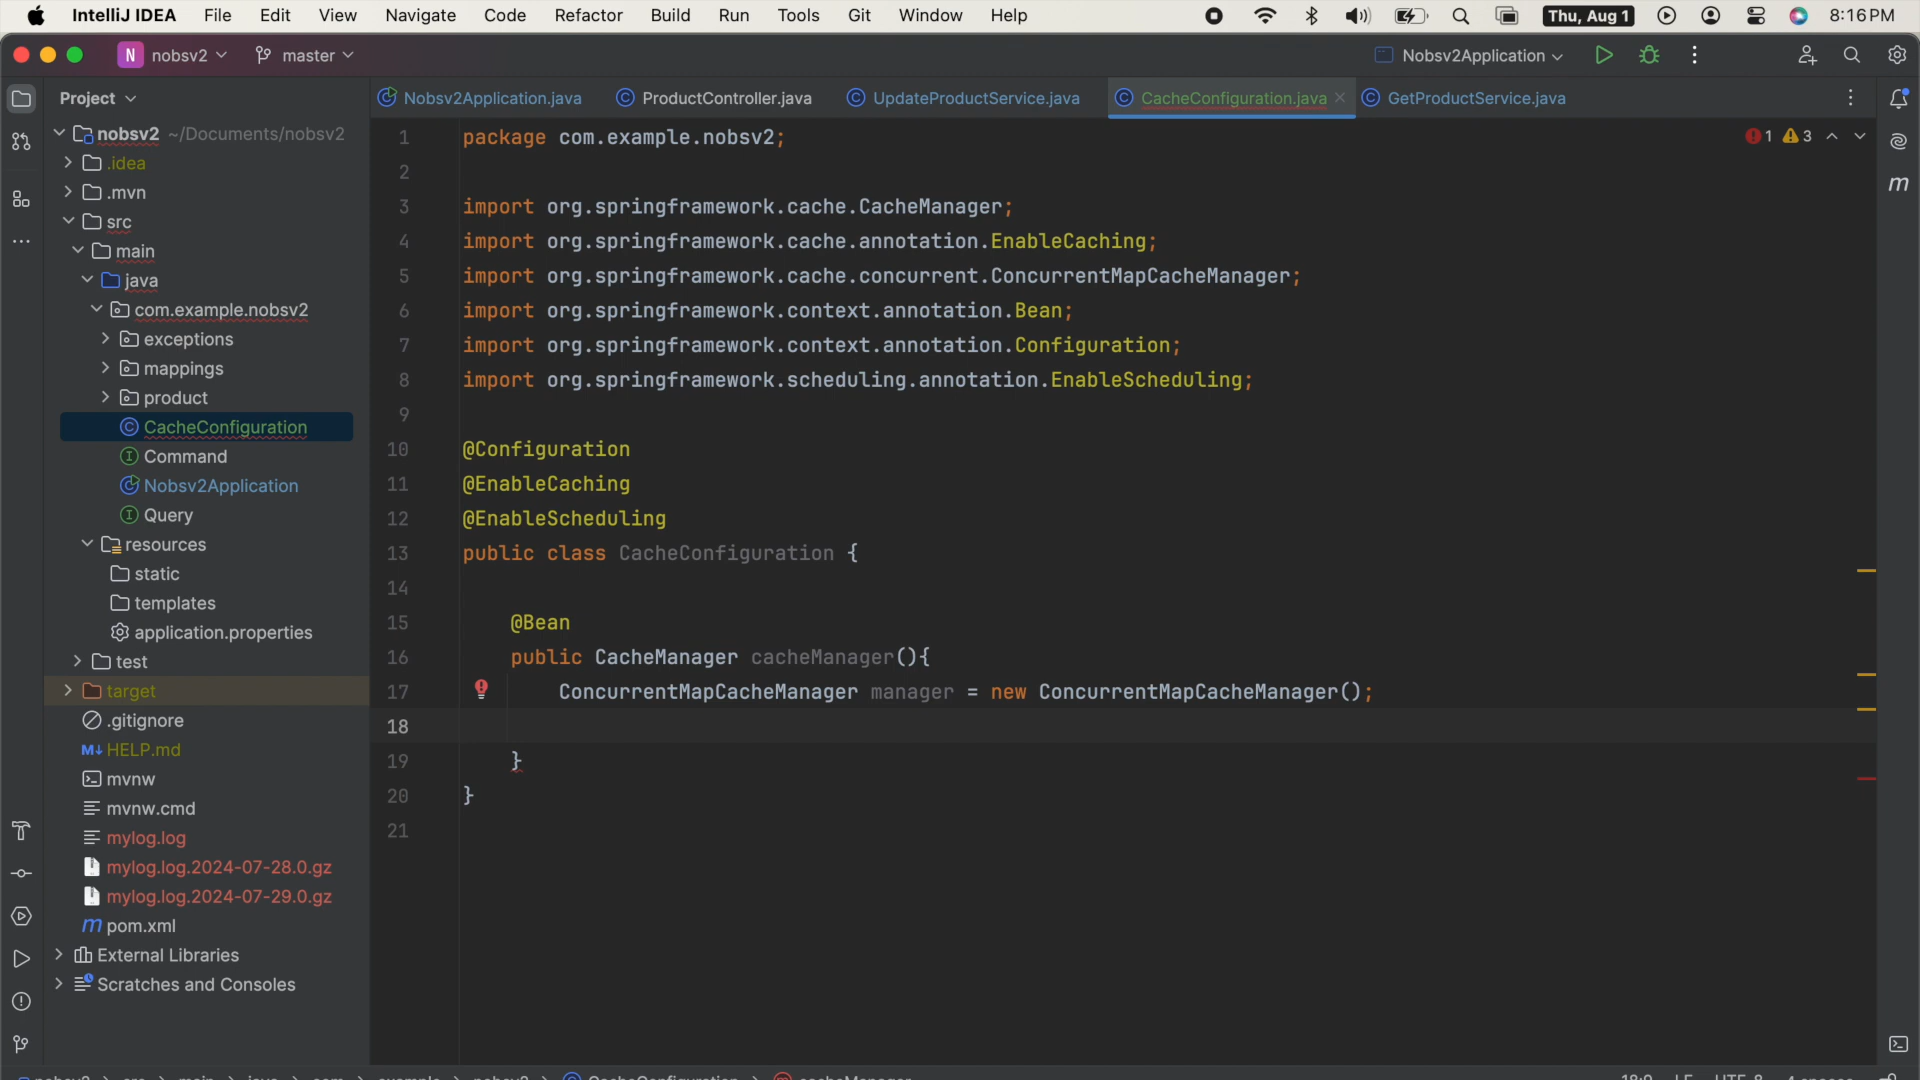 IntelliJ IDEA File Edit View Navigate Code Refactor Build Run Tools Git Window Help Thu, Aug 1 8:16 PM
N nobsv2 master Nobsv2Application
Project Nobsv2Application.java ProductController.java UpdateProductService.java CacheConfiguration.java GetProductService.java
nobsv2 ~/Documents/nobsv2
.idea
.mvn
src
main
java
com.example.nobsv2
exceptions
mappings
product
CacheConfiguration
Command
Nobsv2Application
Query
resources
static
templates
application.properties
test
target
.gitignore
M↓ HELP.md
mvnw
mvnw.cmd
mylog.log
mylog.log.2024-07-28.0.gz
mylog.log.2024-07-29.0.gz
m pom.xml
External Libraries
Scratches and Consoles
1 package com.example.nobsv2; 1 3
2
3 import org.springframework.cache.CacheManager;
4 import org.springframework.cache.annotation.EnableCaching;
5 import org.springframework.cache.concurrent.ConcurrentMapCacheManager;
6 import org.springframework.context.annotation.Bean;
7 import org.springframework.context.annotation.Configuration;
8 import org.springframework.scheduling.annotation.EnableScheduling;
9
10 @Configuration
11 @EnableCaching
12 @EnableScheduling
13 public class CacheConfiguration {
14
15 @Bean
16 public CacheManager cacheManager(){
17 ConcurrentMapCacheManager manager = new ConcurrentMapCacheManager();
18
19 }
20 }
21
m